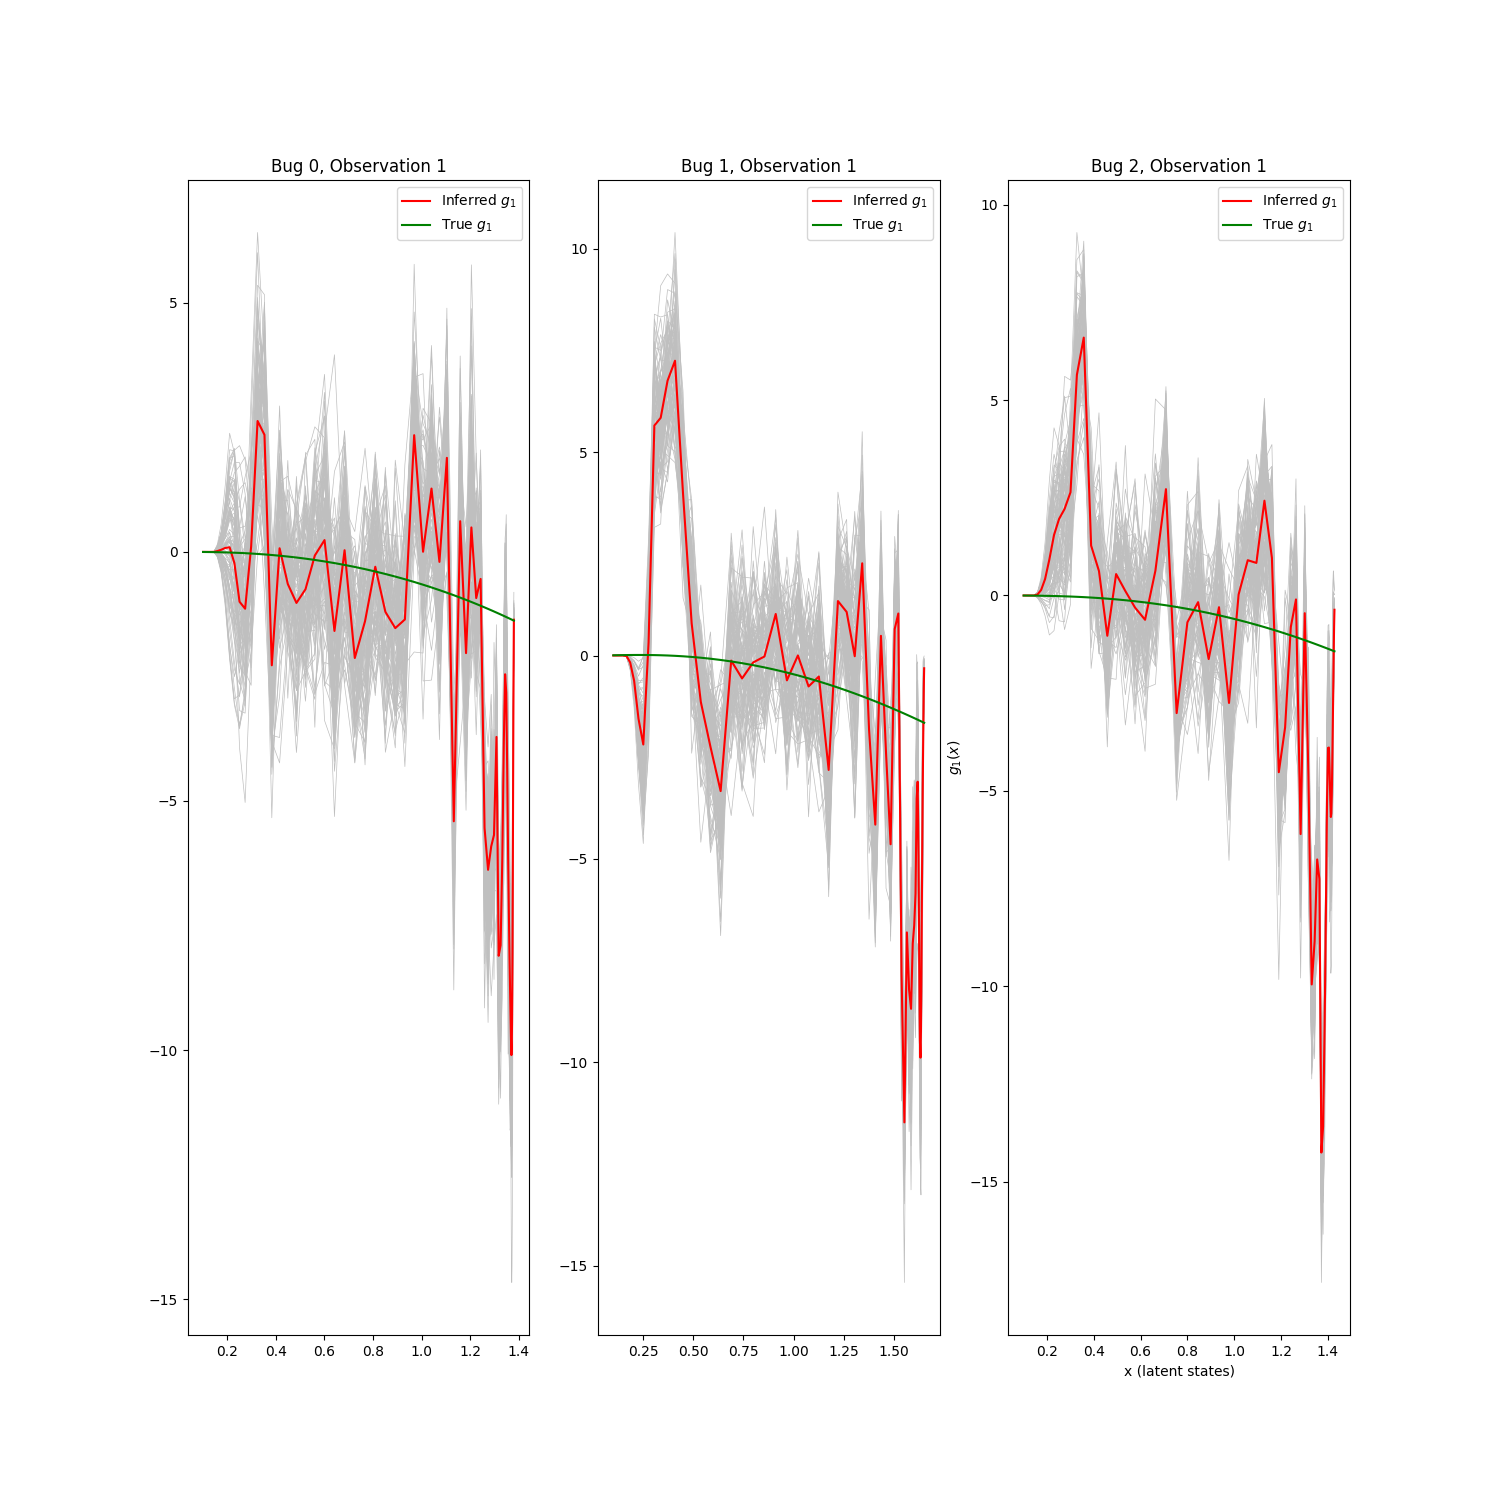 Bug 0, Observation 1
Inferred g₁
True g₁
5
0
−5
−10
−15
0.2 0.4 0.6 0.8 1.0 1.2 1.4
Bug 1, Observation 1
Inferred g₁
True g₁
10
5
0
−5
−10
−15
0.25 0.50 0.75 1.00 1.25 1.50
Bug 2, Observation 1
Inferred g₁
True g₁
10
5
0
−5
−10
−15
g₁(x)
0.2 0.4 0.6 0.8 1.0 1.2 1.4
x (latent states)